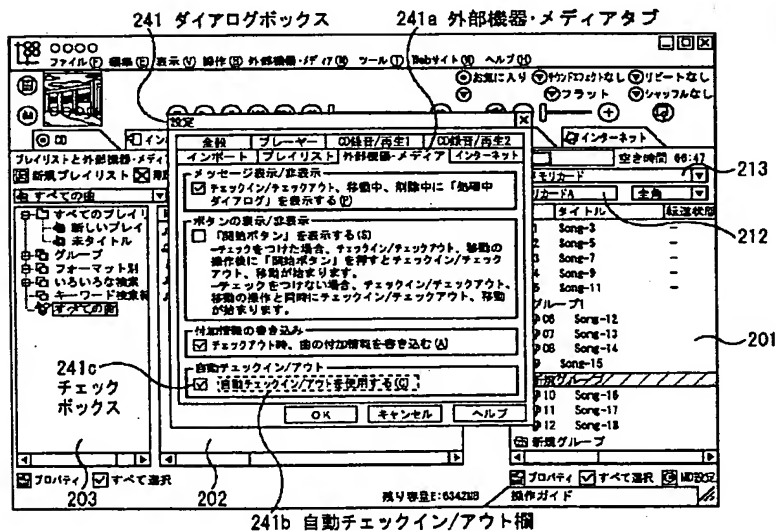 241 ダイアログボックス
241a 外部機器・メディアタブ
○○○○
ファイル(F) 編集(E) 表示(V) 操作(O) 外部機器・メディア(M) ツール(T) Webサイト(W) ヘルプ(H)
お気に入り サウンドエフェクトなし リピートなし
フラット シャッフルなし
CD
インターネット
設定
全般 プレーヤー CD録音/再生1 CD録音/再生2
インポート プレイリスト 外部機器・メディア インターネット
プレイリストと外部機器・メディ
新規プレイリスト
空き時間 66:47
213
メッセージ表示/非表示
チェックイン/チェックアウト、移動中、削除中に「処理中
ダイアログ」を表示する(P)
モリカード
すべての曲
リカードA 全角
212
すべてのプレイリ
新しいプレイ
未タイトル
グループ
フォーマット別
いろいろな検索
キーワード検索
すべての曲
ボタンの表示/非表示
「開始ボタン」を表示する(S)
ーチェックをつけた場合、チェックイン/チェックアウト、移動の
操作後に「開始ボタン」を押すとチェックイン/チェック
アウト、移動が始まります。
ーチェックをつけない場合、チェックイン/チェックアウト、
移動の操作と同時にチェックイン/チェックアウト、移動
が始まります。
タイトル 転送状態
Song-3 −
Song-5 −
Song-7 −
Song-9 −
Song-11 −
グループ1
06 Song-12
07 Song-13
08 Song-14
Song-15
新規グループ
10 Song-16
11 Song-17
12 Song-18
新規グループ
201
付加情報の書き込み
チェックアウト時、曲の付加情報を書き込む(A)
自動チェックイン/アウト
自動チェックイン/アウトを使用する(C)
241c
チェック
ボックス
OK キャンセル ヘルプ
プロパティ すべて選択
プロパティ すべて選択 MD設定
203
202
残り容量E:6342MB
操作ガイド
241b 自動チェックイン/アウト欄